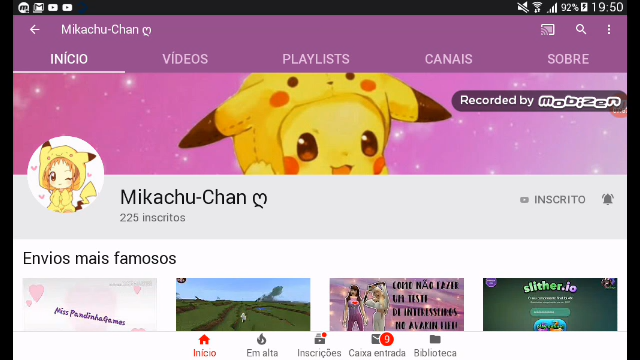 92% 19:50
Mikachu-Chan ღ
INÍCIO VÍDEOS PLAYLISTS CANAIS SOBRE
Recorded by mobizen
Mikachu-Chan ღ
225 inscritos
INSCRITO
Envios mais famosos
Miss PandinhaGames
COMO NÃO FAZER
UM TESTE
DE
INTERESSEIROS
NO AVAKIN LIFE!
slither.io
9
Início Em alta Inscrições Caixa entrada Biblioteca